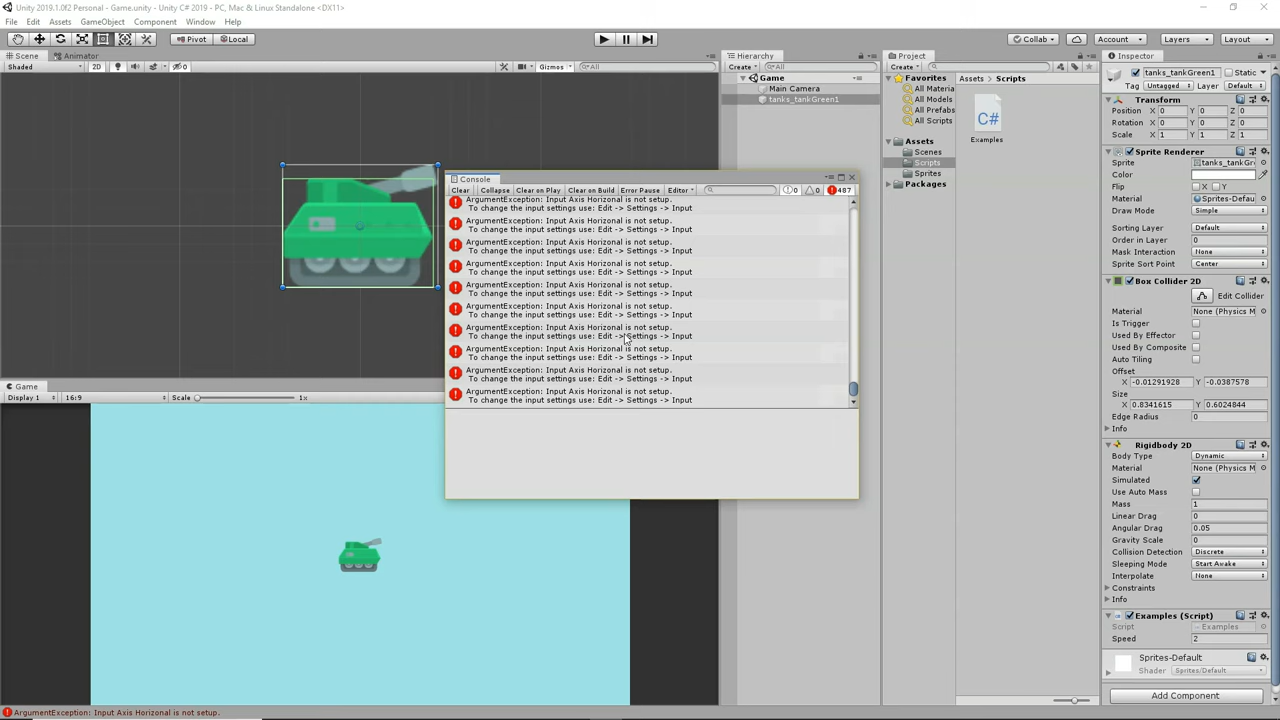 Unity 2019.1.0f2 Personal - Game.unity - Unity C# 2019 - PC, Mac & Linux Standalone <DX11>
File Edit Assets GameObject Component Window Help
Pivot Local
Collab Account Layers Layout
Scene Animator
Shaded 2D 0 Gizmos All
Hierarchy
Create All
Game
Main Camera
tanks_tankGreen1
Project
Create
Favorites
All Materia
All Models
All Prefabs
All Scripts
Assets
Scenes
Scripts
Sprites
Packages
Assets Scripts
C#
Examples
Console
Clear Collapse Clear on Play Clear on Build Error Pause Editor 0 0 487
ArgumentException: Input Axis Horizonal is not setup.
To change the input settings use: Edit -> Settings -> Input
ArgumentException: Input Axis Horizonal is not setup.
To change the input settings use: Edit -> Settings -> Input
ArgumentException: Input Axis Horizonal is not setup.
To change the input settings use: Edit -> Settings -> Input
ArgumentException: Input Axis Horizonal is not setup.
To change the input settings use: Edit -> Settings -> Input
ArgumentException: Input Axis Horizonal is not setup.
To change the input settings use: Edit -> Settings -> Input
ArgumentException: Input Axis Horizonal is not setup.
To change the input settings use: Edit -> Settings -> Input
ArgumentException: Input Axis Horizonal is not setup.
To change the input settings use: Edit -> Settings -> Input
ArgumentException: Input Axis Horizonal is not setup.
To change the input settings use: Edit -> Settings -> Input
ArgumentException: Input Axis Horizonal is not setup.
To change the input settings use: Edit -> Settings -> Input
ArgumentException: Input Axis Horizonal is not setup.
To change the input settings use: Edit -> Settings -> Input
Game
Display 1 16:9 Scale 1x
Inspector
tanks_tankGreen1 Static
Tag Untagged Layer Default
Transform
Position X 0 Y 0 Z 0
Rotation X 0 Y 0 Z 0
Scale X 1 Y 1 Z 1
Sprite Renderer
Sprite tanks_tankGre
Color
Flip X Y
Material Sprites-Defau
Draw Mode Simple
Sorting Layer Default
Order in Layer 0
Mask Interaction None
Sprite Sort Point Center
Box Collider 2D
Edit Collider
Material None (Physics M
Is Trigger
Used By Effector
Used By Composite
Auto Tiling
Offset
X -0.01291928 Y -0.0387578
Size
X 0.8341615 Y 0.6024844
Edge Radius 0
Info
Rigidbody 2D
Body Type Dynamic
Material None (Physics M
Simulated
Use Auto Mass
Mass 1
Linear Drag 0
Angular Drag 0.05
Gravity Scale 0
Collision Detection Discrete
Sleeping Mode Start Awake
Interpolate None
Constraints
Info
Examples (Script)
Script Examples
Speed 2
Sprites-Default
Shader Sprites/Default
Add Component
ArgumentException: Input Axis Horizonal is not setup.